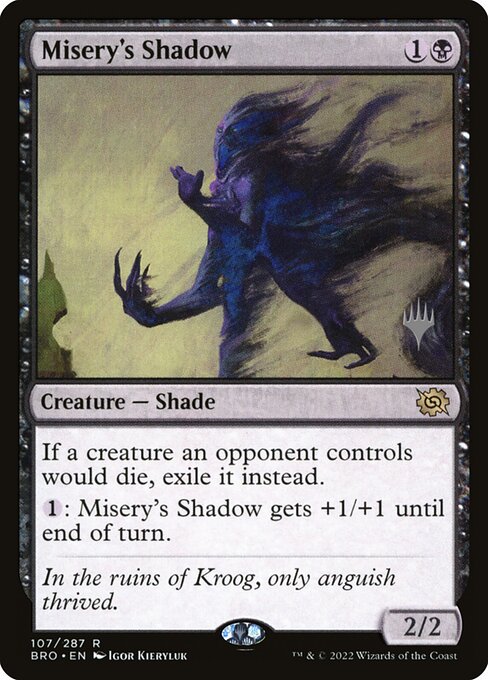 Misery's Shadow 1
Creature — Shade
If a creature an opponent controls
would die, exile it instead.
1: Misery's Shadow gets +1/+1 until
end of turn.
In the ruins of Kroog, only anguish
thrived.
2/2
107/287 R
BRO • EN Igor Kieryluk
™ & © 2022 Wizards of the Coast